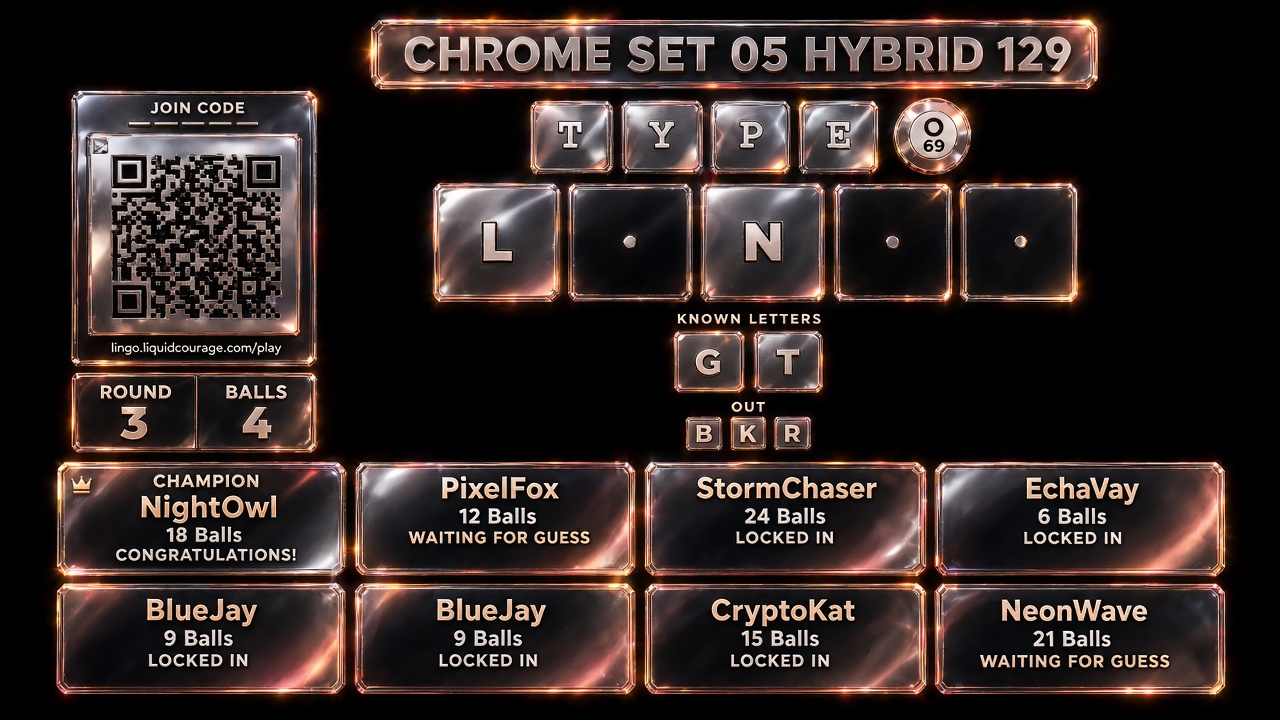 CHROME SET 05 HYBRID 129
JOIN CODE
lingo.liquidcourage.com/play
ROUND
3
BALLS
4
T Y P E
O
69
L N
KNOWN LETTERS
G T
OUT
B K R
CHAMPION
NightOwl
18 Balls
CONGRATULATIONS!
PixelFox
12 Balls
WAITING FOR GUESS
StormChaser
24 Balls
LOCKED IN
EchaVay
6 Balls
LOCKED IN
BlueJay
9 Balls
LOCKED IN
BlueJay
9 Balls
LOCKED IN
CryptoKat
15 Balls
LOCKED IN
NeonWave
21 Balls
WAITING FOR GUESS